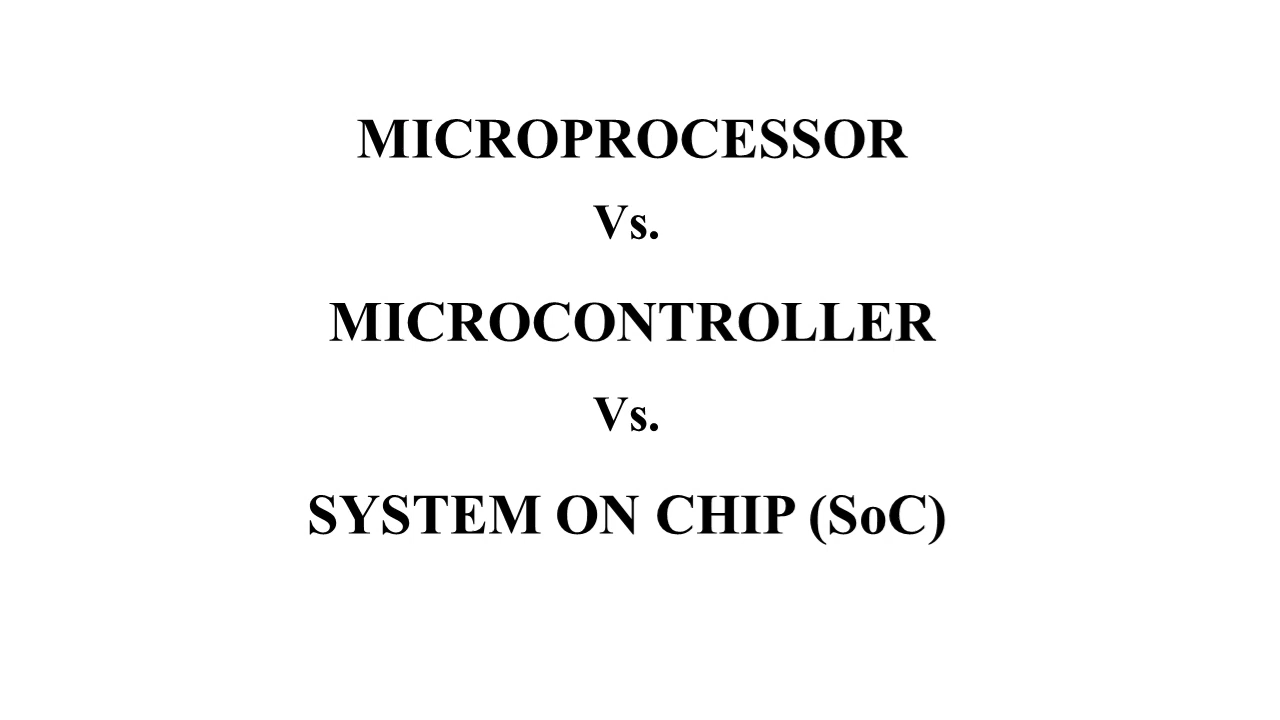 MICROPROCESSOR
Vs.
MICROCONTROLLER
Vs.
SYSTEM ON CHIP (SoC)